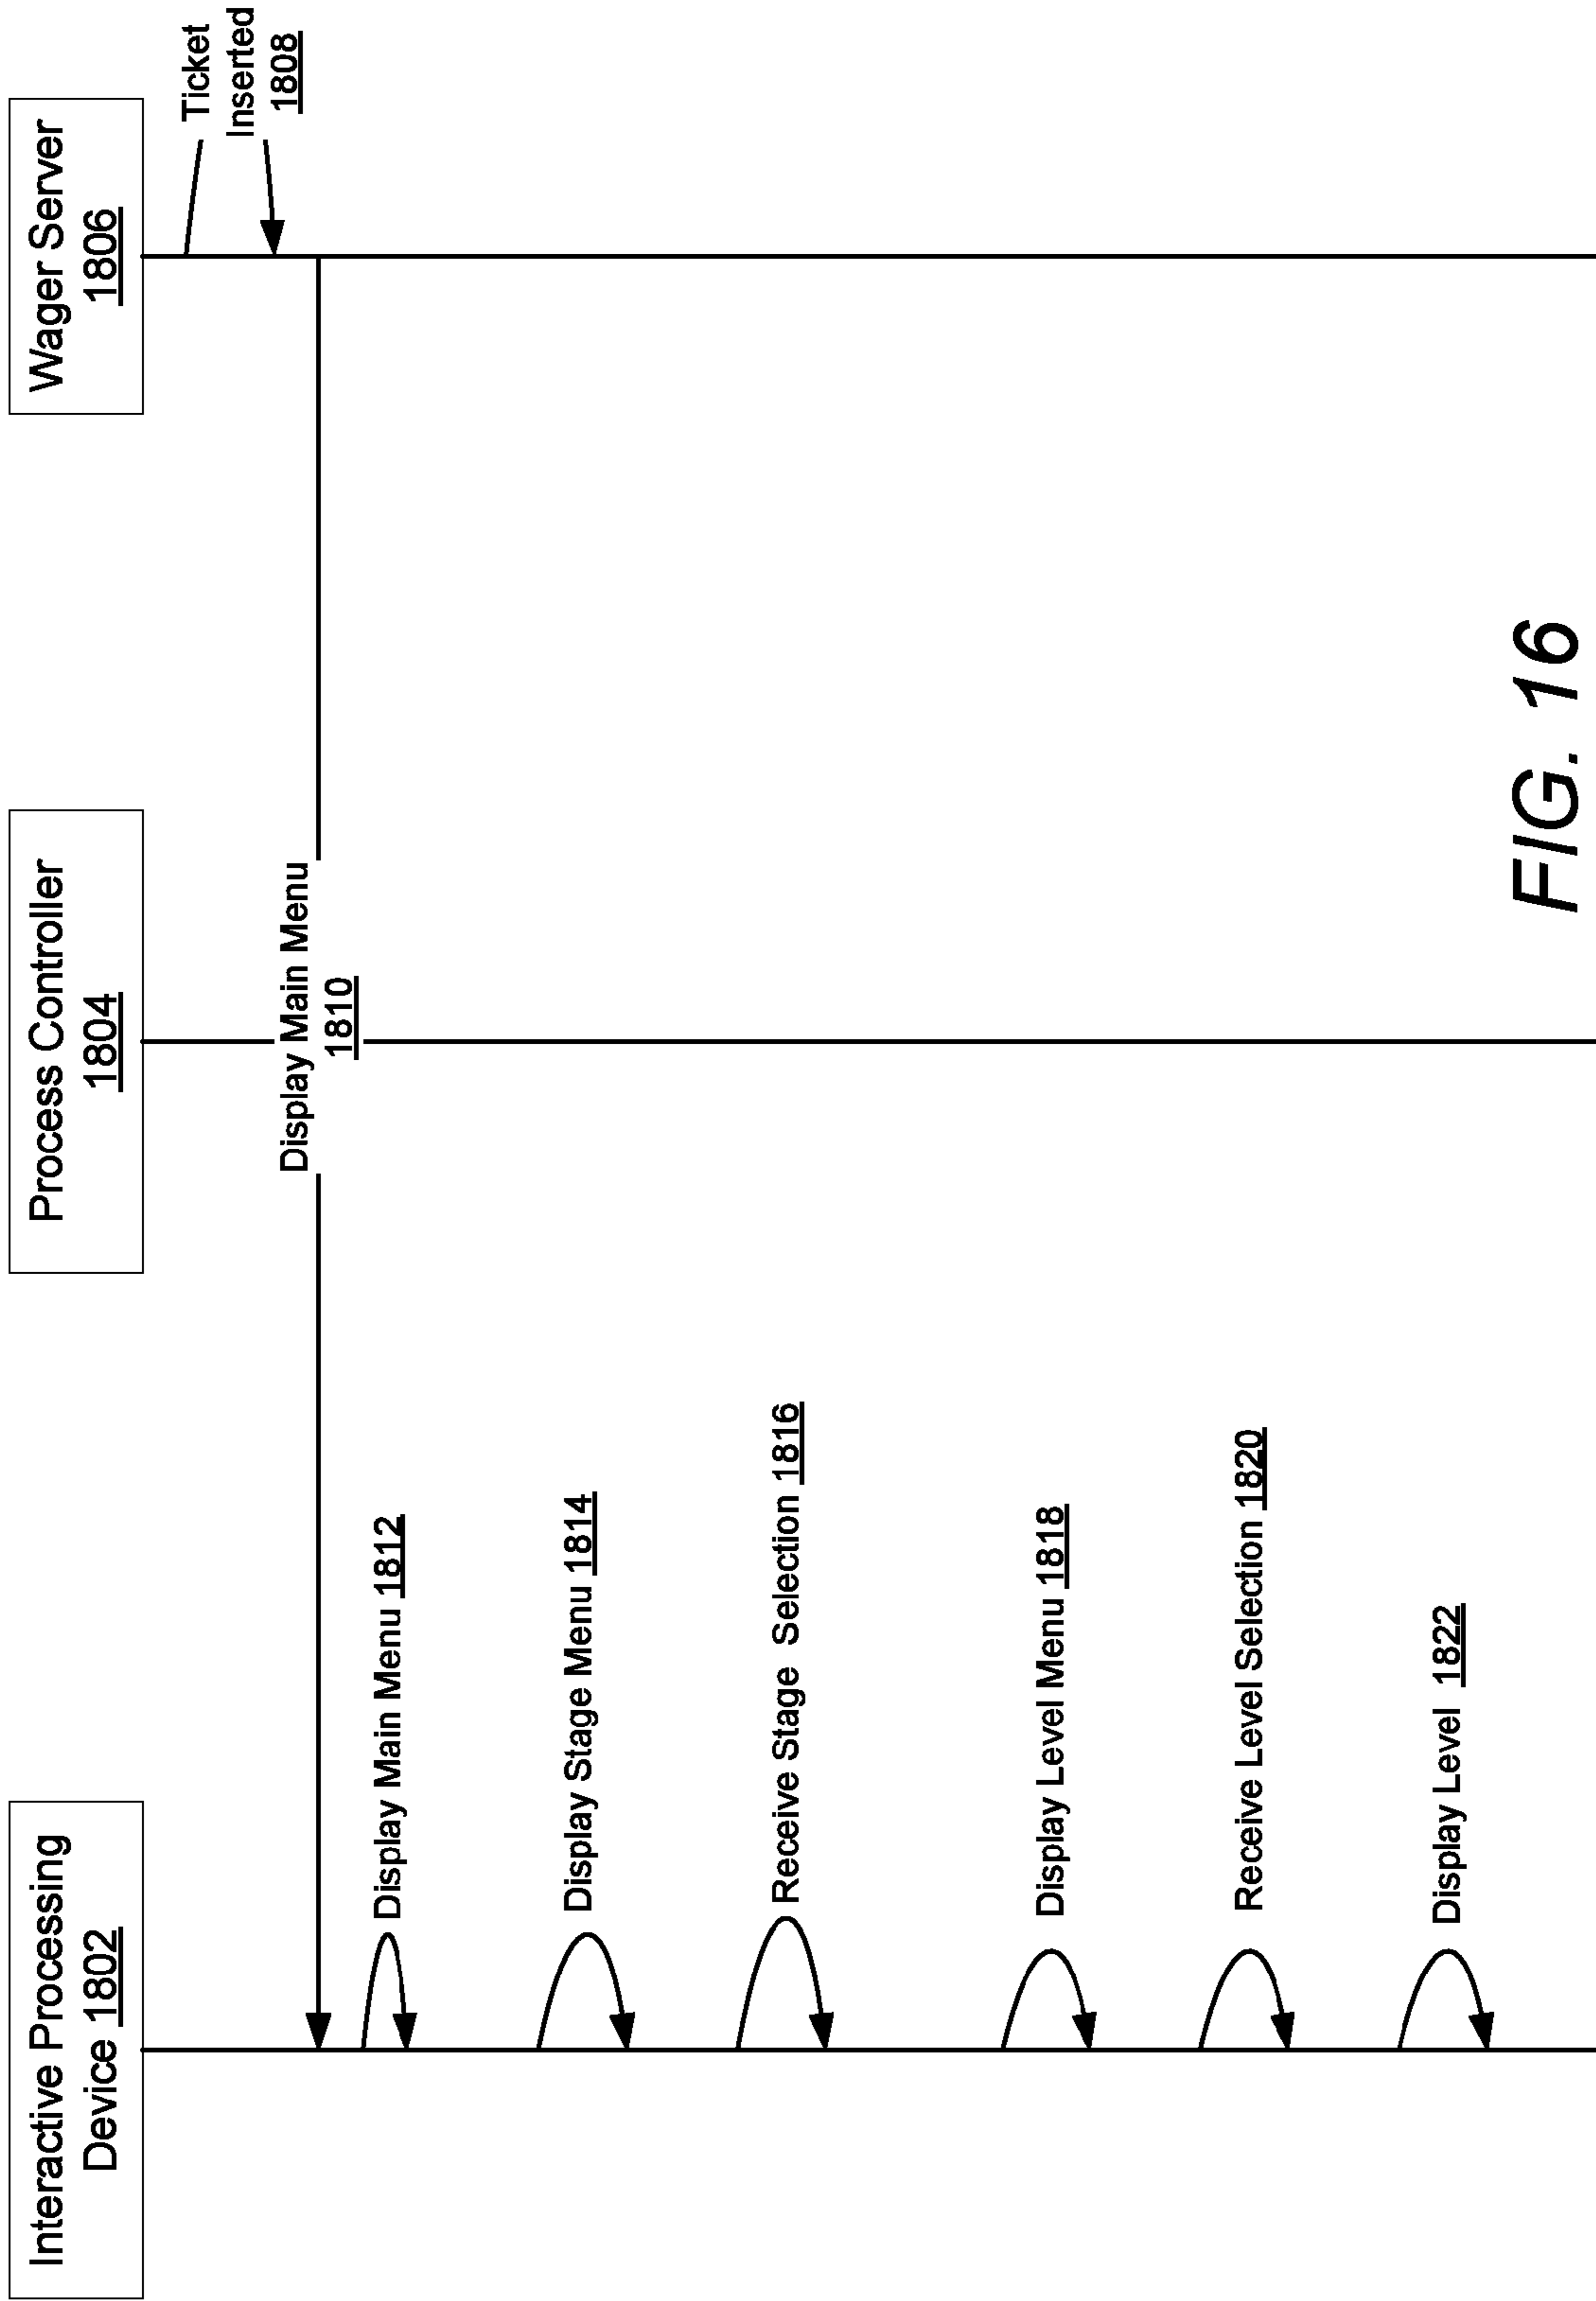 Interactive Processing
Device 1802
Process Controller
1804
Wager Server
1806
Ticket
Inserted
1808
Display Main Menu
1810
Display Main Menu 1812
Display Stage Menu 1814
Receive Stage Selection 1816
Display Level Menu 1818
Receive Level Selection 1820
Display Level 1822
FIG. 16